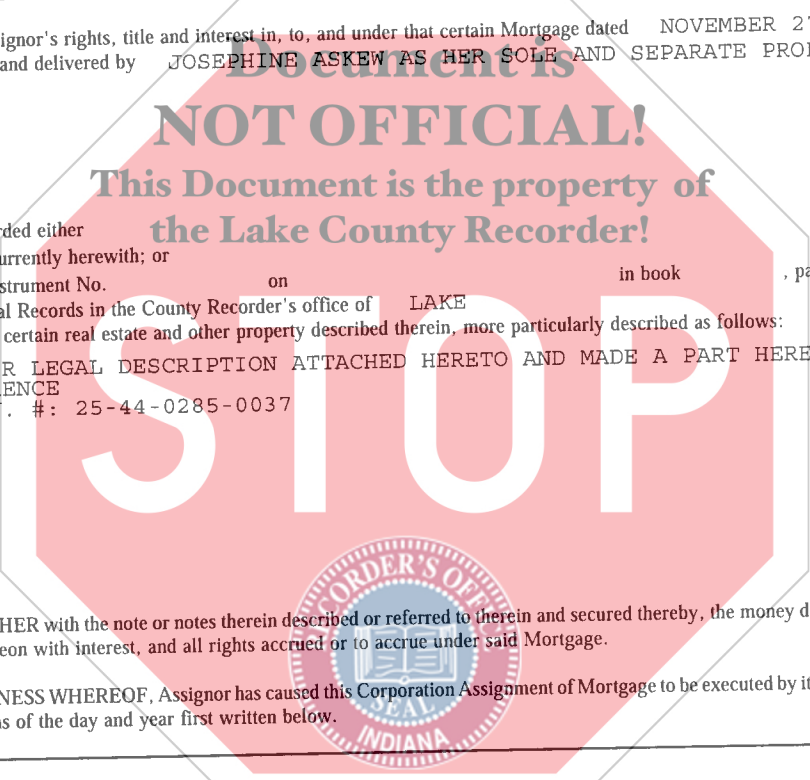 ignor's rights, title and interest in, to, and under that certain Mortgage dated NOVEMBER 2
and delivered by JOSEPHINE ASKEW AS HER SOLE AND SEPARATE PRO
Document is
NOT OFFICIAL!
This Document is the property of
the Lake County Recorder!
rded either
urrently herewith; or
strument No. on in book , pa
al Records in the County Recorder's office of LAKE
certain real estate and other property described therein, more particularly described as follows:
R LEGAL DESCRIPTION ATTACHED HERETO AND MADE A PART HERE
ENCE
. #: 25-44-0285-0037
STOP
HER with the note or notes therein described or referred to therein and secured thereby, the money d
eon with interest, and all rights accrued or to accrue under said Mortgage.
NESS WHEREOF, Assignor has caused this Corporation Assignment of Mortgage to be executed by it
s of the day and year first written below.
RECORDER'S OFFICE
SEAL
INDIANA